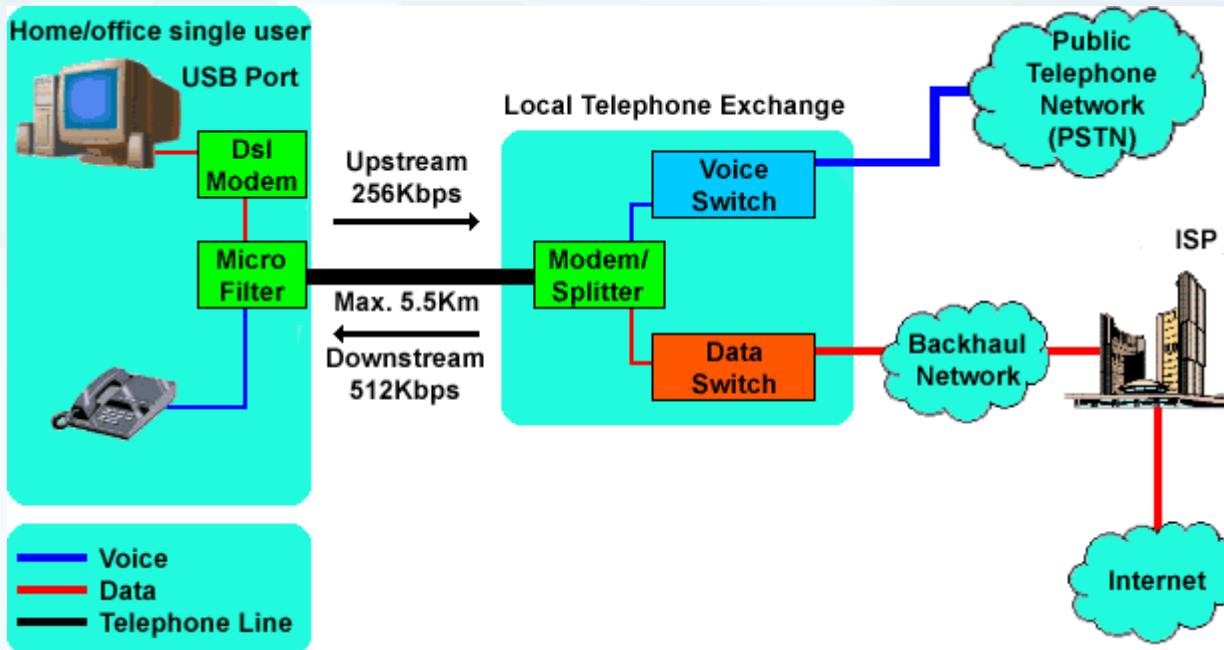 Home/office single user
USB Port
Dsl
Modem
Micro
Filter
Upstream
256Kbps
Max. 5.5Km
Downstream
512Kbps
Local Telephone Exchange
Voice
Switch
Modem/
Splitter
Data
Switch
Public
Telephone
Network
(PSTN)
Backhaul
Network
ISP
Internet
Voice
Data
Telephone Line